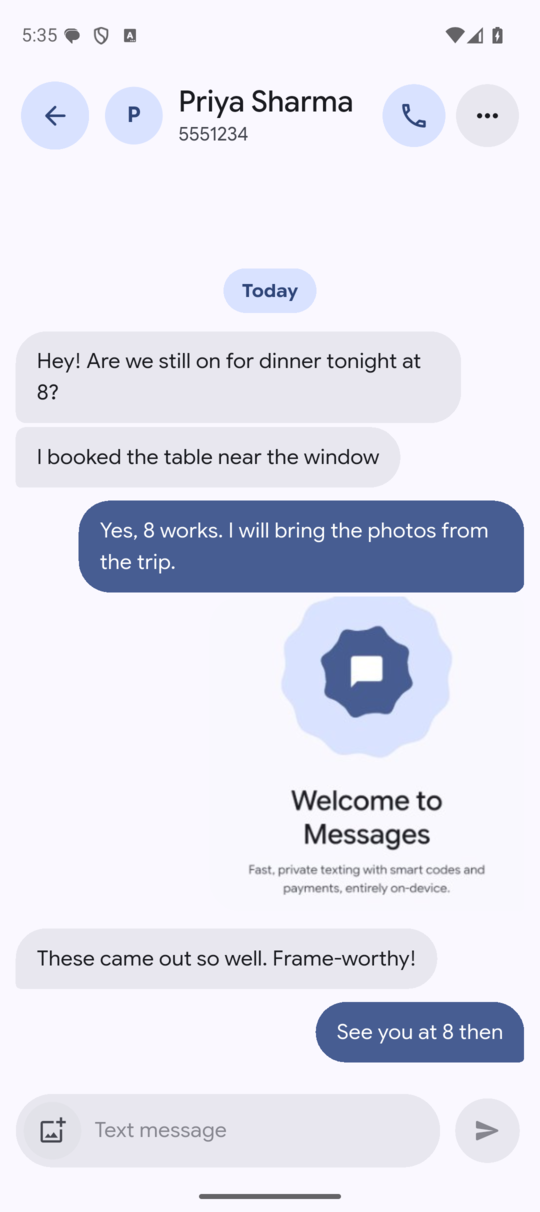 5:35
P
Priya Sharma
5551234
Today
Hey! Are we still on for dinner tonight at
8?
I booked the table near the window
Yes, 8 works. I will bring the photos from
the trip.
Welcome to
Messages
Fast, private texting with smart codes and
payments, entirely on-device.
These came out so well. Frame-worthy!
See you at 8 then
Text message